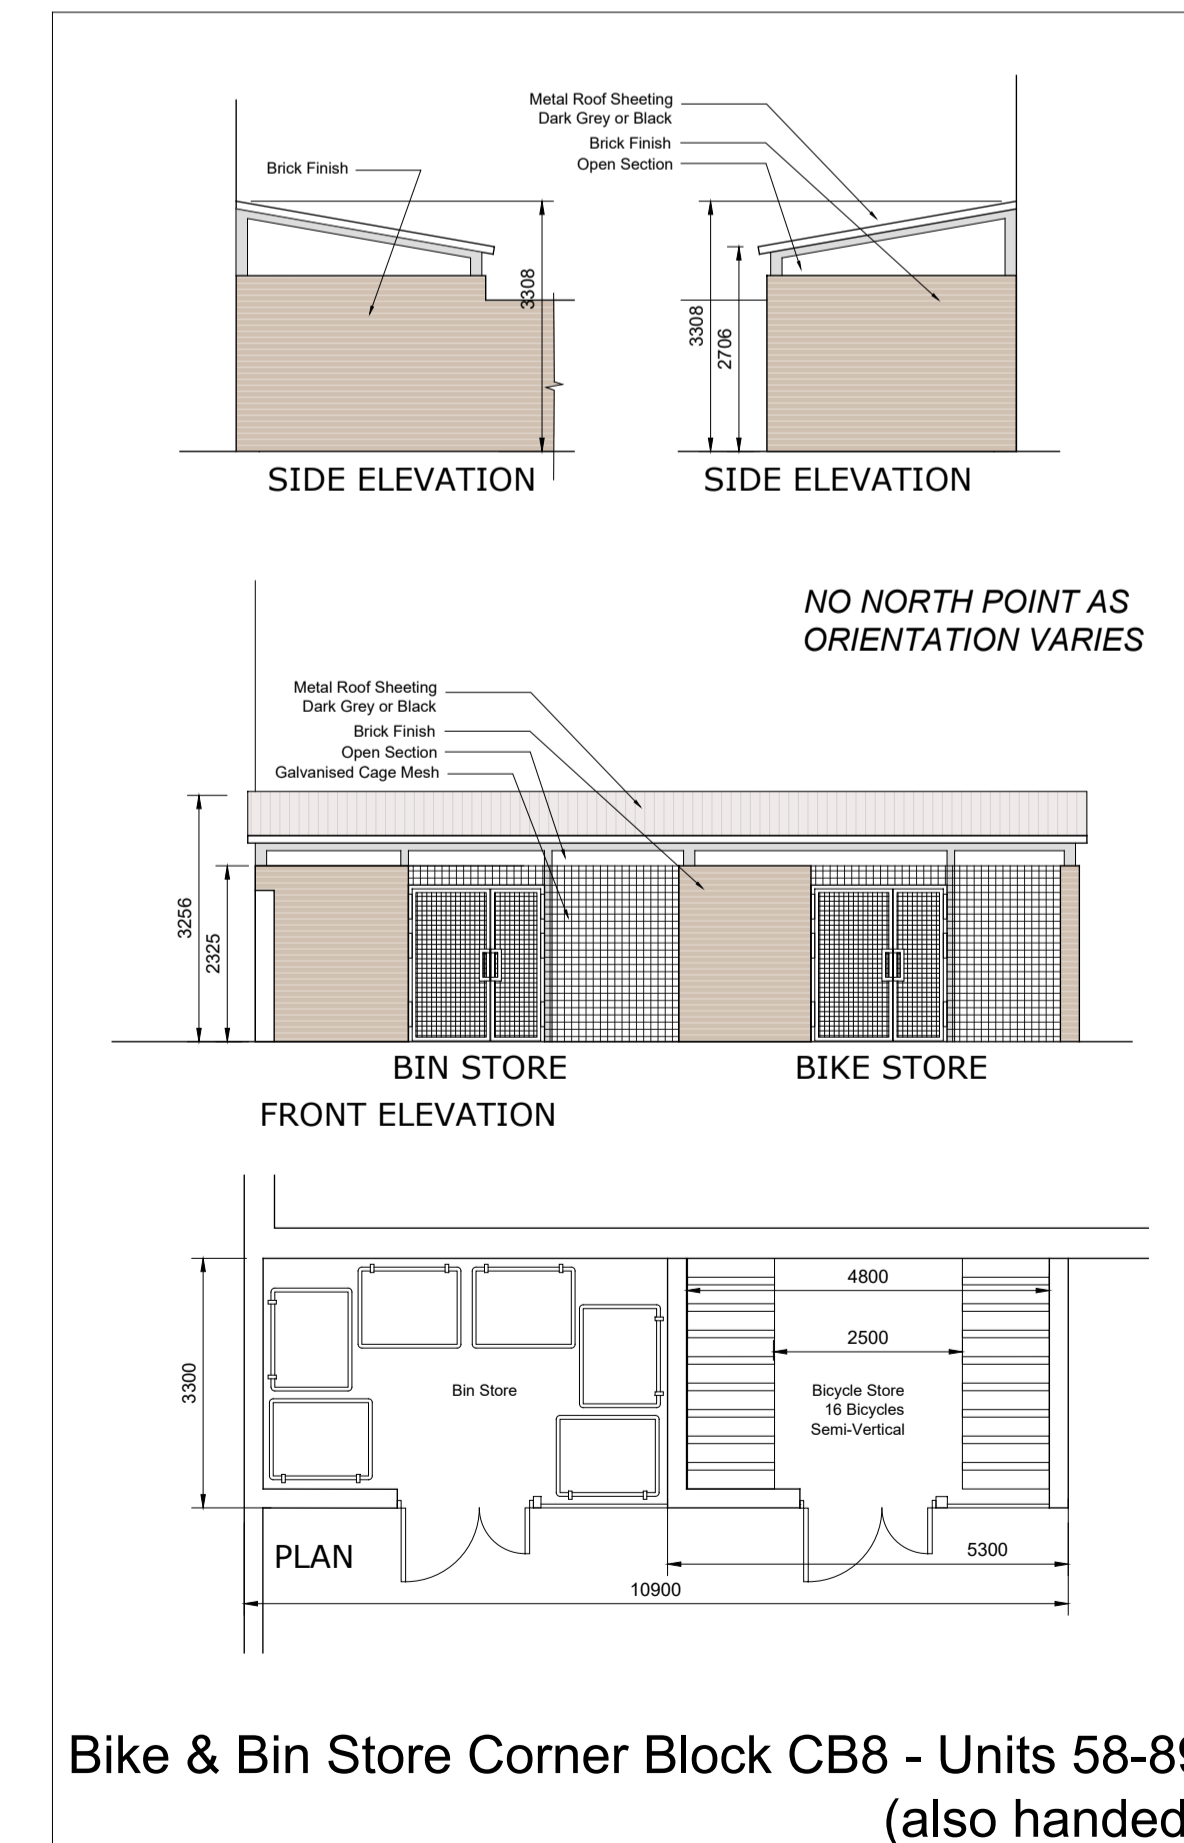 Metal Roof Sheeting
Dark Grey or Black
Brick Finish
Open Section
Brick Finish
3308
3308
2706
SIDE ELEVATION
SIDE ELEVATION
NO NORTH POINT AS
ORIENTATION VARIES
Metal Roof Sheeting
Dark Grey or Black
Brick Finish
Open Section
Galvanised Cage Mesh
3256
2325
BIN STORE
BIKE STORE
FRONT ELEVATION
4800
2500
3300
Bin Store
Bicycle Store
16 Bicycles
Semi-Vertical
PLAN
5300
10900
Bike & Bin Store Corner Block CB8 - Units 58-89
(also handed